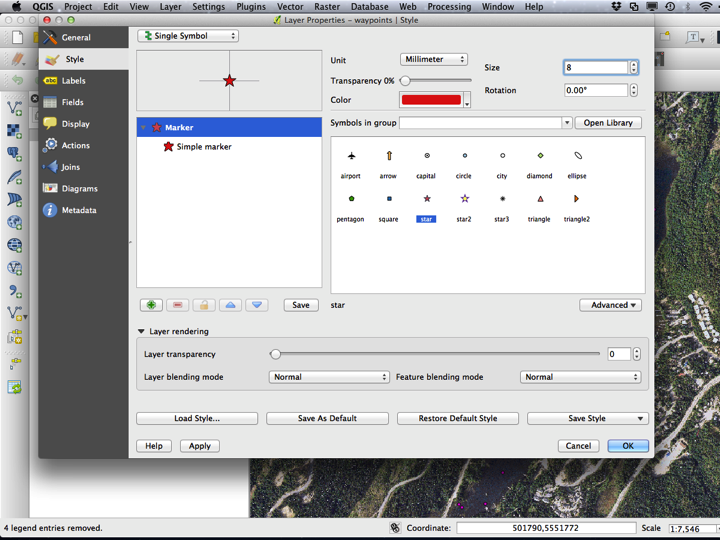 QGIS Project Edit View Layer Settings Plugins Vector Raster Database Web Processing Window Help
Layer Properties - waypoints | Style
General
Style
abc Labels
Fields
Display
Actions
Joins
Diagrams
Metadata
Single Symbol
Unit Millimeter
Size 8
Transparency 0%
Rotation 0.00°
Color
Marker
Simple marker
Symbols in group Open Library
airport arrow capital circle city diamond ellipse
pentagon square star star2 star3 triangle triangle2
Save
star
Advanced
Layer rendering
Layer transparency 0
Layer blending mode Normal Feature blending mode Normal
Load Style... Save As Default Restore Default Style Save Style
Help Apply Cancel OK
4 legend entries removed. Coordinate: 501790,5551772 Scale 1:7,546